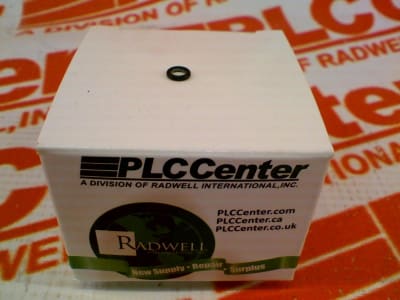 PLCCenter
A DIVISION OF RADWELL INTERNATIONAL, INC.
PLCCenter.com
PLCCenter.ca
PLCCenter.co.uk
RADWELL
New Supply • Repair • Surplus